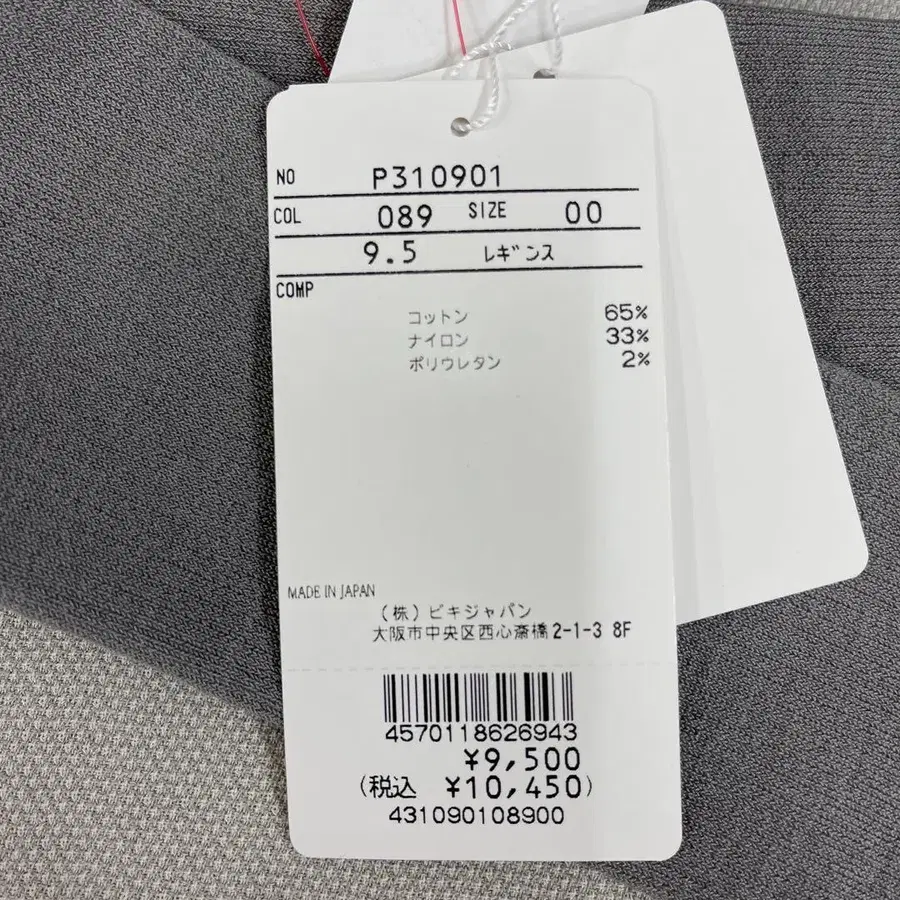 NO P310901
COL 089 SIZE 00
9.5 レギンス
COMP
コットン 65%
ナイロン 33%
ポリウレタン 2%
MADE IN JAPAN
(株)ビキジャパン
大阪市中央区西心斎橋2-1-3 8F
4570118626943
¥9,500
(税込 ¥10,450)
431090108900